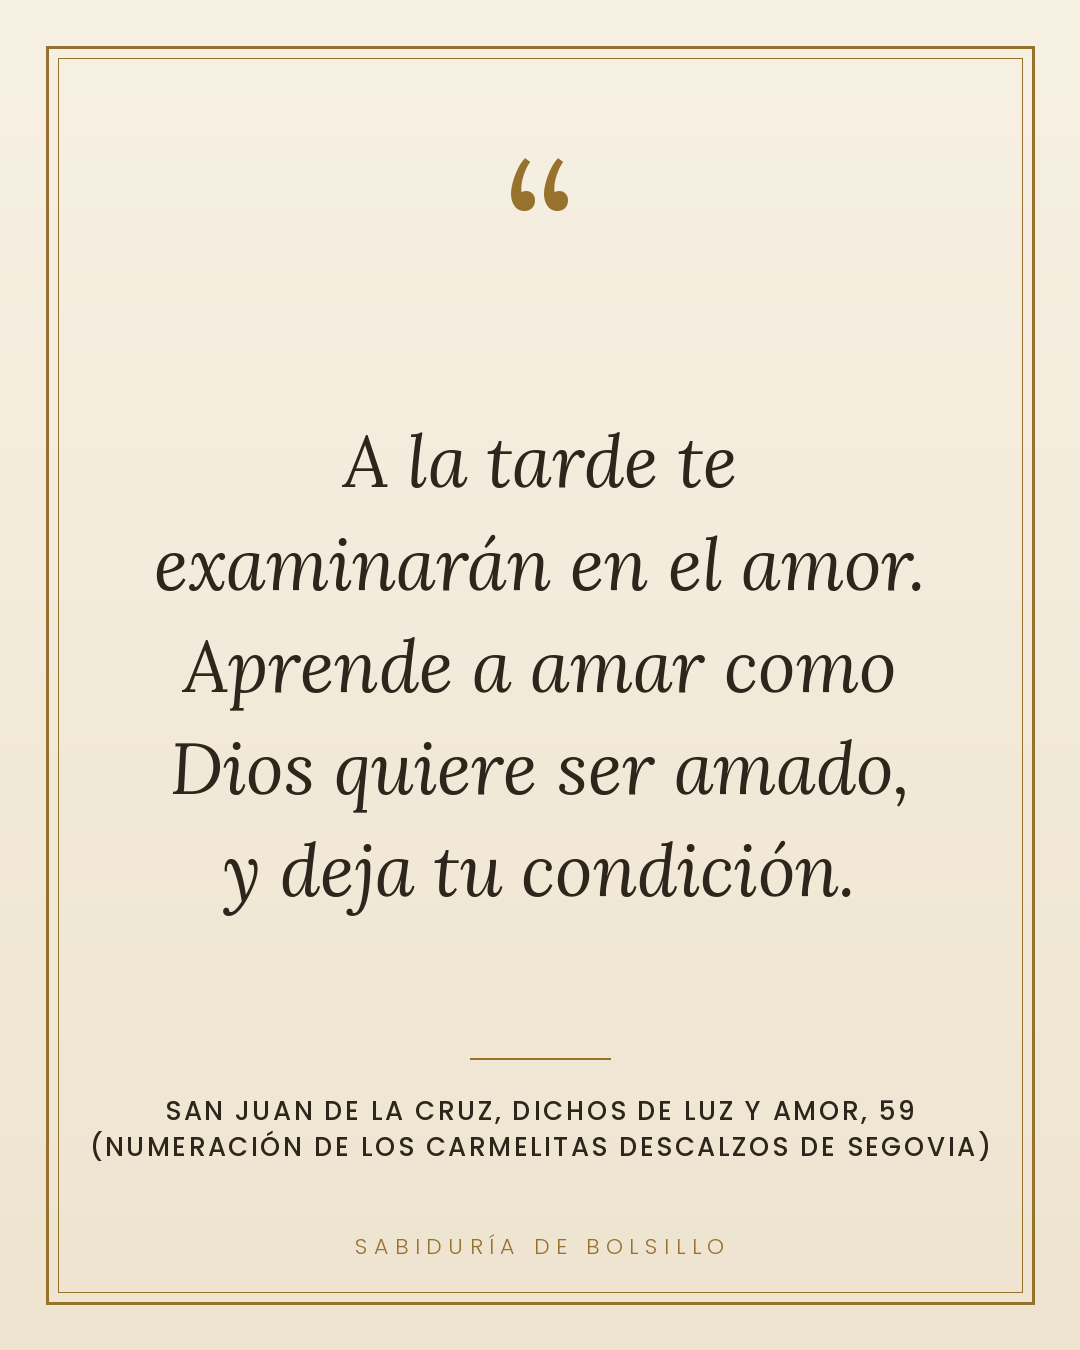 “
A la tarde te
examinarán en el amor.
Aprende a amar como
Dios quiere ser amado,
y deja tu condición.
SAN JUAN DE LA CRUZ, DICHOS DE LUZ Y AMOR, 59
(NUMERACIÓN DE LOS CARMELITAS DESCALZOS DE SEGOVIA)
SABIDURÍA DE BOLSILLO